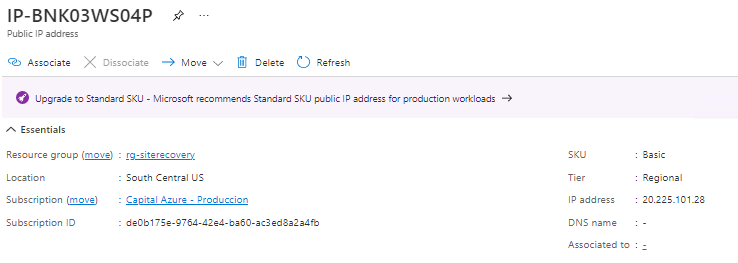 IP-BNK03WS04P ...
Public IP address
Associate Dissociate Move Delete Refresh
Upgrade to Standard SKU - Microsoft recommends Standard SKU public IP address for production workloads →
Essentials
Resource group (move) : rg-siterecovery
Location : South Central US
Subscription (move) : Capital Azure - Produccion
Subscription ID : de0b175e-9764-42e4-ba60-ac3ed8a2a4fb
SKU : Basic
Tier : Regional
IP address : 20.225.101.28
DNS name : -
Associated to : -